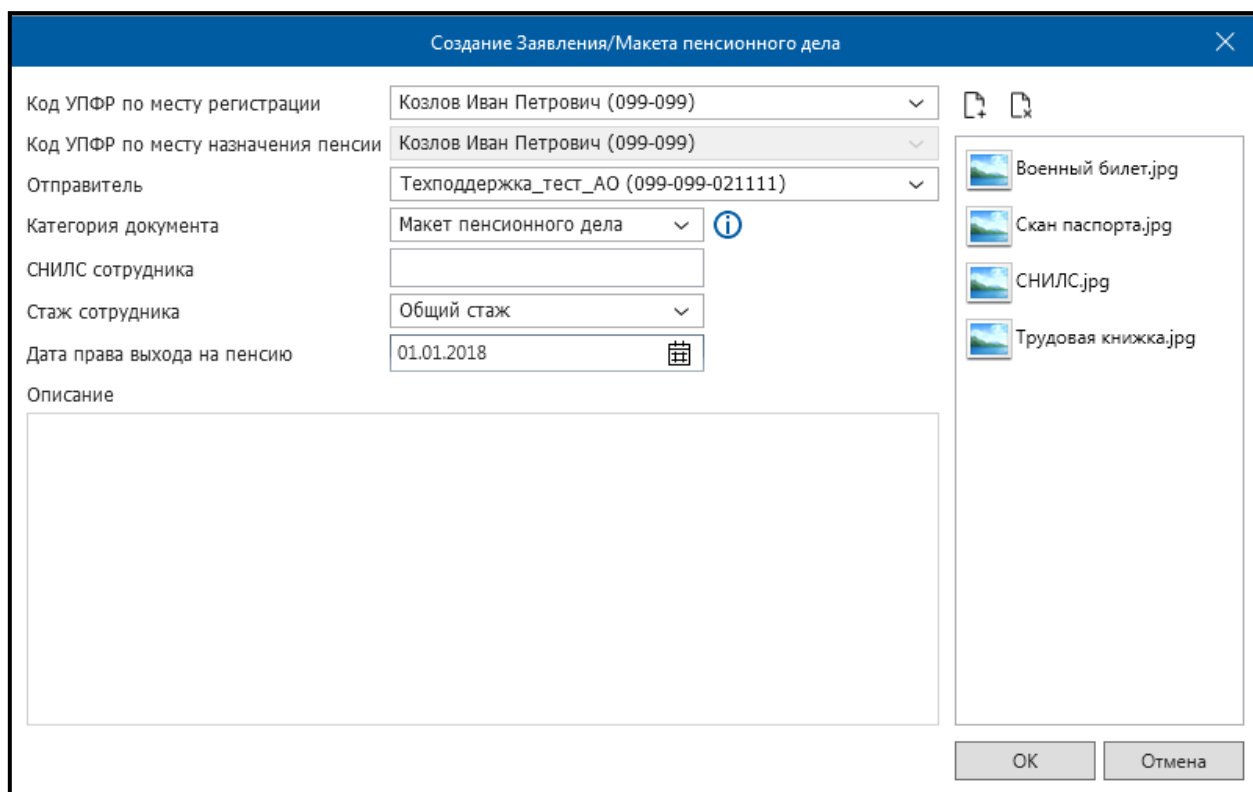 Создание Заявления/Макета пенсионного дела
Код УПФР по месту регистрации Козлов Иван Петрович (099-099)
Код УПФР по месту назначения пенсии Козлов Иван Петрович (099-099)
Отправитель Техподдержка_тест_АО (099-099-021111)
Категория документа Макет пенсионного дела
СНИЛС сотрудника
Стаж сотрудника Общий стаж
Дата права выхода на пенсию 01.01.2018
Описание
Военный билет.jpg
Скан паспорта.jpg
СНИЛС.jpg
Трудовая книжка.jpg
ОК Отмена